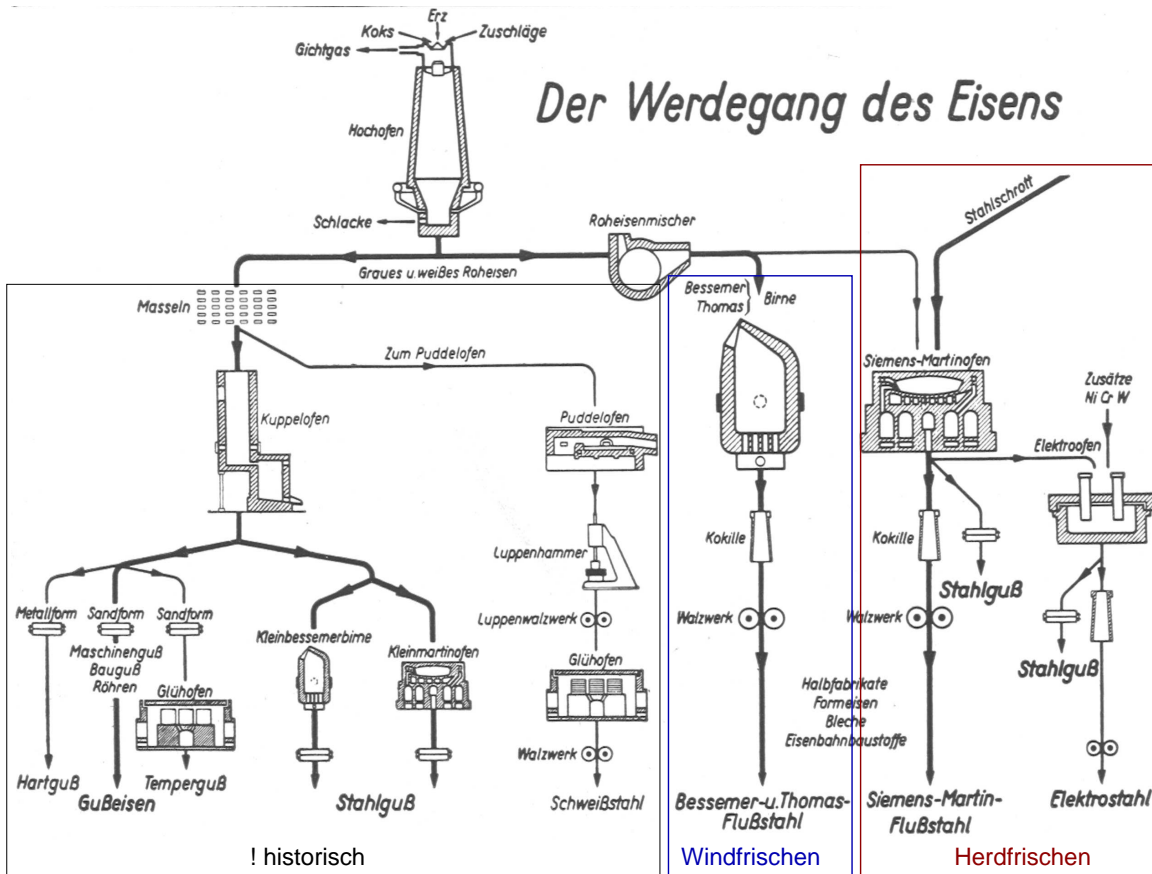 Erz
Koks
Zuschläge
Gichtgas
Der Werdegang des Eisens
Hochofen
Schlacke
Roheisenmischer
Stahlschrott
Graues u. weißes Roheisen
Masseln
Bessemer
Thomas
} Birne
Zum Puddelofen
Siemens-Martinofen
Zusätze
Ni Cr W
Kuppelofen
Puddelofen
Elektroofen
Luppenhammer
Kokille
Kokille
Stahlguß
Metallform
Sandform
Sandform
Luppenwalzwerk
Walzwerk
Walzwerk
Maschinenguß
Bauguß
Röhren
Kleinbessemerbirne
Kleinmartinofen
Glühofen
Stahlguß
Glühofen
Halbfabrikate
Formeisen
Bleche
Eisenbahnbaustoffe
Walzwerk
Hartguß
Gußeisen
Temperguß
Stahlguß
Schweißstahl
Bessemer-u.Thomas-
Flußstahl
Siemens-Martin-
Flußstahl
Elektrostahl
! historisch
Windfrischen
Herdfrischen